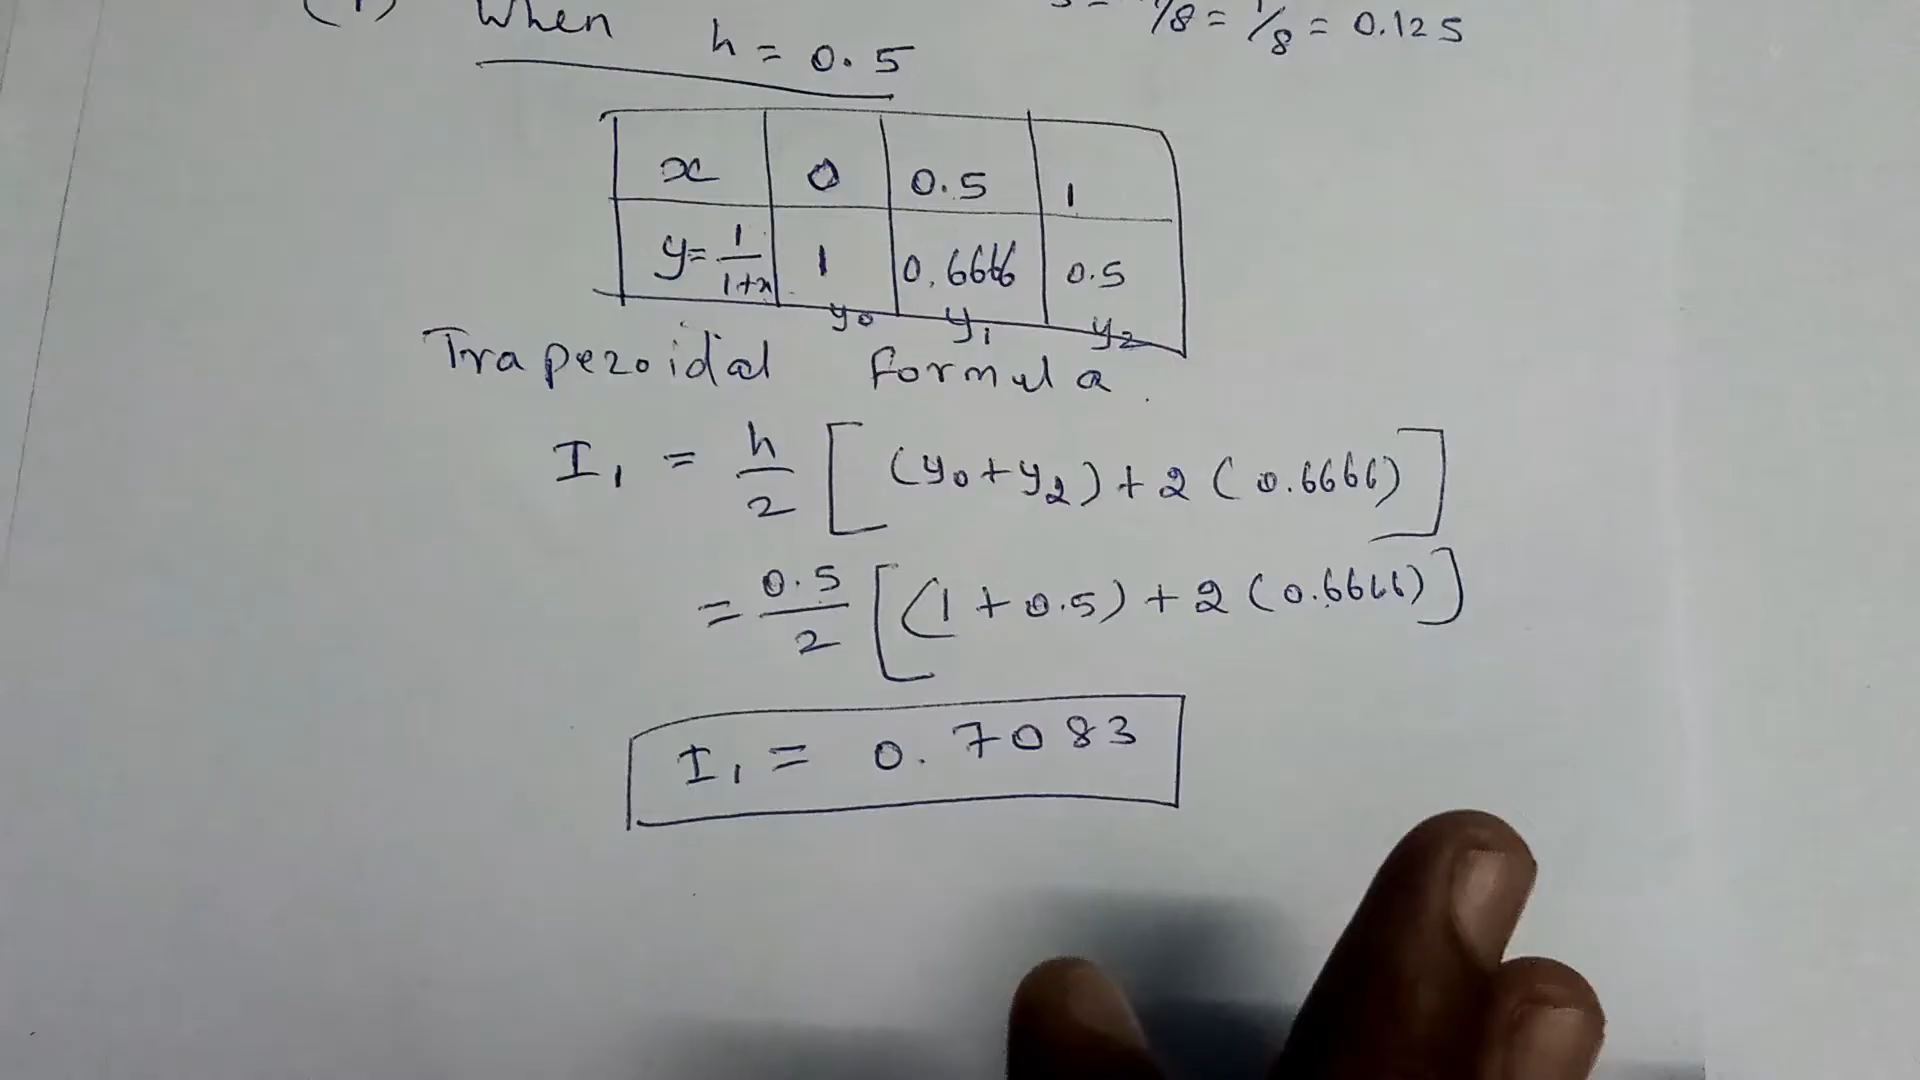 (1) When h = 0.5
1/8 = 1/8 = 0.125
x 0 0.5 1
y = 1/1+x 1 0.6666 0.5
y0 y1 y2
Trapezoidal formula
I1 = h/2 [(y0+y2)+2(0.6666)]
= 0.5/2 [(1+0.5)+2(0.6666)]
I1 = 0.7083